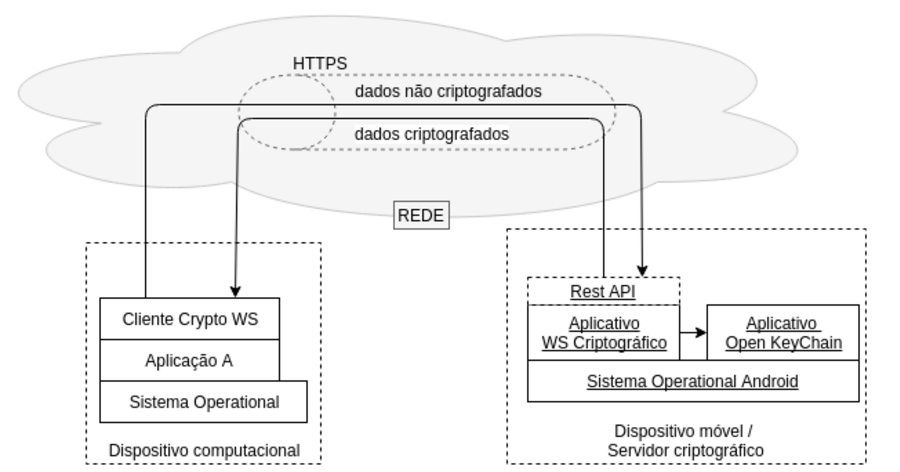 HTTPS
dados não criptografados
dados criptografados
REDE
Cliente Crypto WS
Aplicação A
Sistema Operational
Dispositivo computacional
Rest API
Aplicativo
WS Criptográfico
Aplicativo
Open KeyChain
Sistema Operational Android
Dispositivo móvel /
Servidor criptográfico